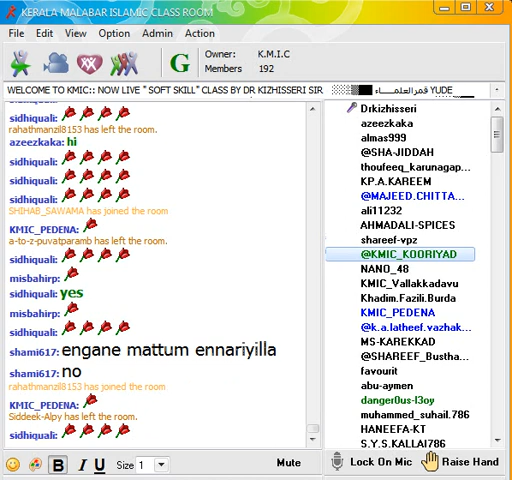 KERALA MALABAR ISLAMIC CLASS ROOM
File Edit View Option Admin Action
G Owner: K.M.I.C
Members 192
WELCOME TO KMIC:: NOW LIVE " SOFT SKILL" CLASS BY DR KIZHISSERI SIR YUDE
sidhiquali:
rahathmanzil8153 has left the room.
azeezkaka: hi
sidhiquali:
sidhiquali:
sidhiquali:
SHIHAB_SAWAMA has joined the room
KMIC_PEDENA:
a-to-z-puvatparamb has left the room.
sidhiquali:
misbahirp:
sidhiquali: yes
misbahirp:
sidhiquali:
shami617: engane mattum ennariyilla
shami617: no
rahathmanzil8153 has joined the room
KMIC_PEDENA:
Siddeek-Alpy has left the room.
sidhiquali:
B I U Size 1 Mute
Drkizhisseri
azeezkaka
almas999
@SHA-JIDDAH
thoufeeq_karunagap...
KP.A.KAREEM
@MAJEED.CHITTA...
ali11232
AHMADALI-SPICES
shareef-vpz
@KMIC_KOORIYAD
NANO_48
KMIC_Vallakkadavu
Khadim.Fazili.Burda
KMIC_PEDENA
@k.a.latheef.vazhak...
MS-KAREKKAD
@SHAREEF_Bustha...
favourit
abu-aymen
danger0us-l3oy
muhammed_suhail.786
HANEEFA-KT
S.Y.S.KALLAI786
Lock On Mic Raise Hand